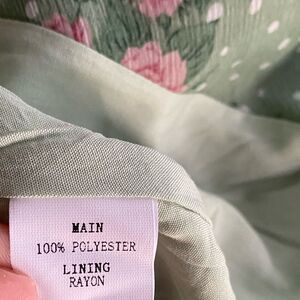 MAIN
100% POLYESTER
LINING
RAYON